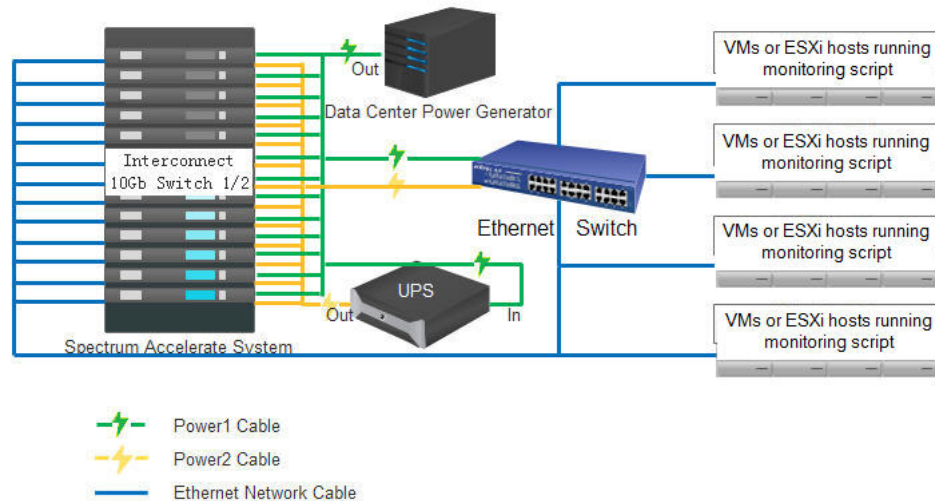 VMs or ESXi hosts running
monitoring script
Out
Data Center Power Generator
VMs or ESXi hosts running
monitoring script
Interconnect
10Gb Switch 1/2
Ethernet Switch
VMs or ESXi hosts running
monitoring script
UPS
Out
In
VMs or ESXi hosts running
monitoring script
Spectrum Accelerate System
Power1 Cable
Power2 Cable
Ethernet Network Cable